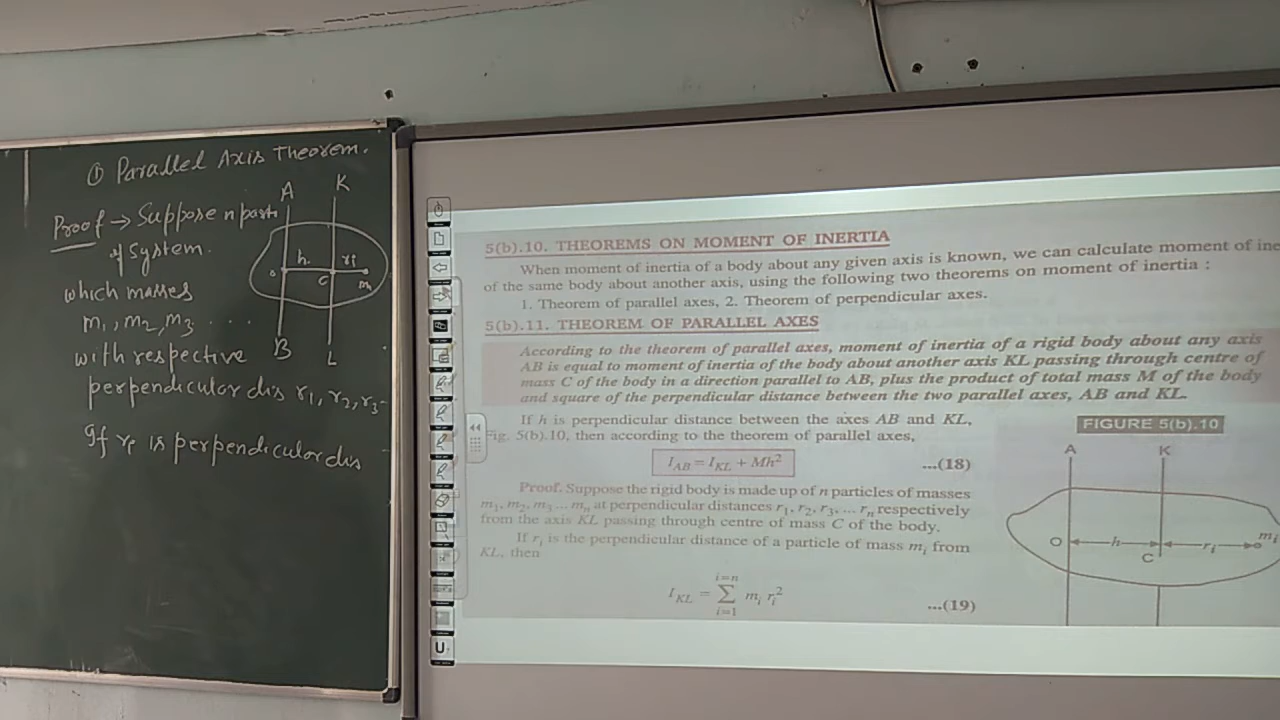 ① Parallel Axis Theorem.
Proof → Suppose n parti
of System.
which masses
m1, m2, m3 . . .
with respective
perpendicular dis r1, r2, r3-
If ri is perpendicular dis
A K
h. ri
o C mi
B L
5(b).10. THEOREMS ON MOMENT OF INERTIA
When moment of inertia of a body about any given axis is known, we can calculate moment of ine
of the same body about another axis, using the following two theorems on moment of inertia :
1. Theorem of parallel axes, 2. Theorem of perpendicular axes.
5(b).11. THEOREM OF PARALLEL AXES
According to the theorem of parallel axes, moment of inertia of a rigid body about any axis
AB is equal to moment of inertia of the body about another axis KL passing through centre of
mass C of the body in a direction parallel to AB, plus the product of total mass M of the body
and square of the perpendicular distance between the two parallel axes, AB and KL.
If h is perpendicular distance between the axes AB and KL,
Fig. 5(b).10, then according to the theorem of parallel axes,
I_AB = I_KL + Mh² ...(18)
Proof. Suppose the rigid body is made up of n particles of masses
m1, m2, m3 ... mn at perpendicular distances r1, r2, r3, ... rn respectively
from the axis KL passing through centre of mass C of the body.
If ri is the perpendicular distance of a particle of mass mi from
KL, then
i=n
I_KL = Σ mi ri² ...(19)
i=1
FIGURE 5(b).10
A K
O h C ri mi
U